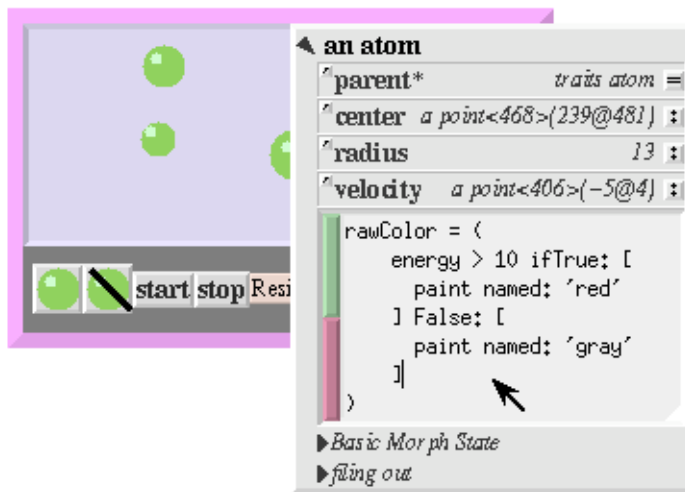 an atom
parent* traits atom =
center a point<468>(239@481) :
radius 13 :
velocity a point<406>(-5@4) :
rawColor = (
energy > 10 ifTrue: [
paint named: 'red'
] False: [
paint named: 'gray'
]
)
Basic Morph State
filing out
start stop Resi